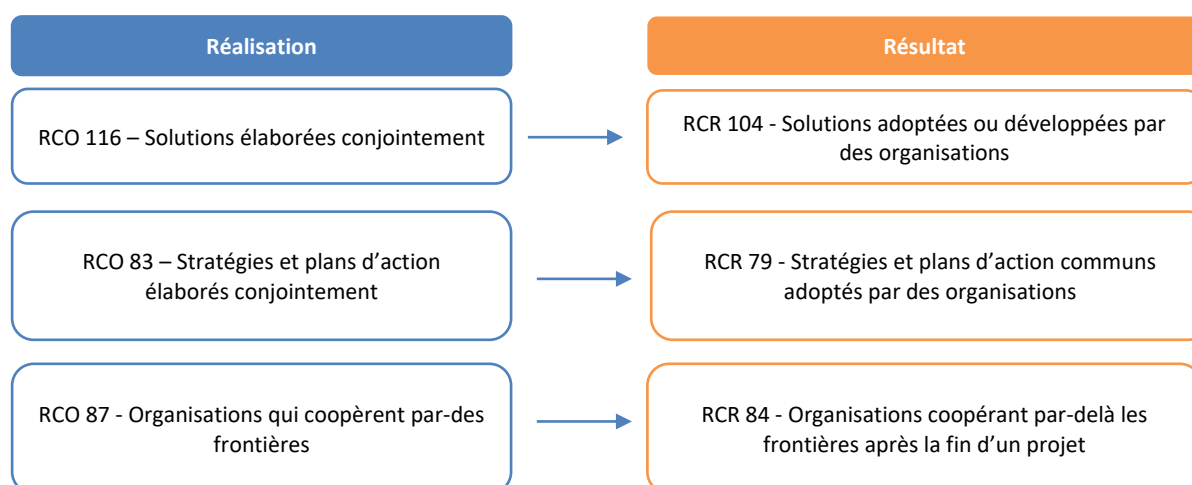 Réalisation
Résultat
RCO 116 – Solutions élaborées conjointement
RCR 104 - Solutions adoptées ou développées par
des organisations
RCO 83 – Stratégies et plans d’action
élaborés conjointement
RCR 79 - Stratégies et plans d’action communs
adoptés par des organisations
RCO 87 - Organisations qui coopèrent par-des
frontières
RCR 84 - Organisations coopérant par-delà les
frontières après la fin d’un projet